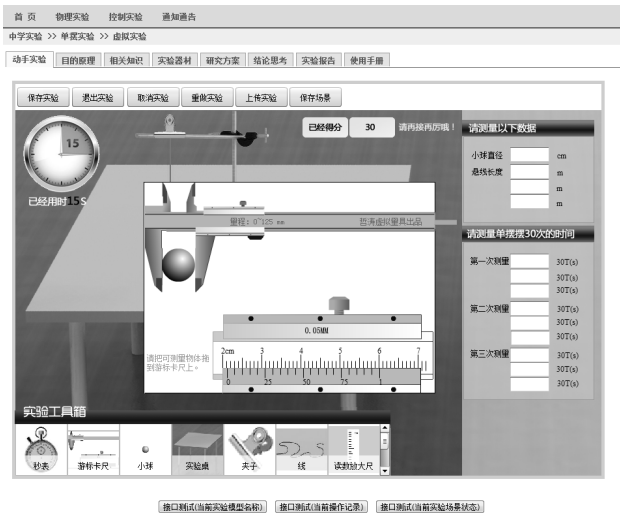 首 页 物理实验 控制实验 通知通告
中学实验 >> 单摆实验 >> 虚拟实验
动手实验 目的原理 相关知识 实验器材 研究方案 结论思考 实验报告 使用手册
保存实验 退出实验 取消实验 重做实验 上传实验 保存场景
15
已经用时15S
已经得分 30 请再接再厉哦！
请测量以下数据
小球直径 cm
悬线长度 m
m
m
量程：0~125 mm 哲涛虚拟量具出品
请测量单摆摆30次的时间
第一次测量 30T(s)
30T(s)
30T(s)
第二次测量 30T(s)
30T(s)
30T(s)
第三次测量 30T(s)
30T(s)
30T(s)
0.05MM
请把可测量物体拖
到游标卡尺上。
2cm 3 4 5 6 7
0 25 50 75 1
实验工具箱
秒表 游标卡尺 小球 实验桌 夹子 线 读数放大尺
接口测试(当前实验模型名称) 接口测试(当前操作记录) 接口测试(当前实验场景状态)